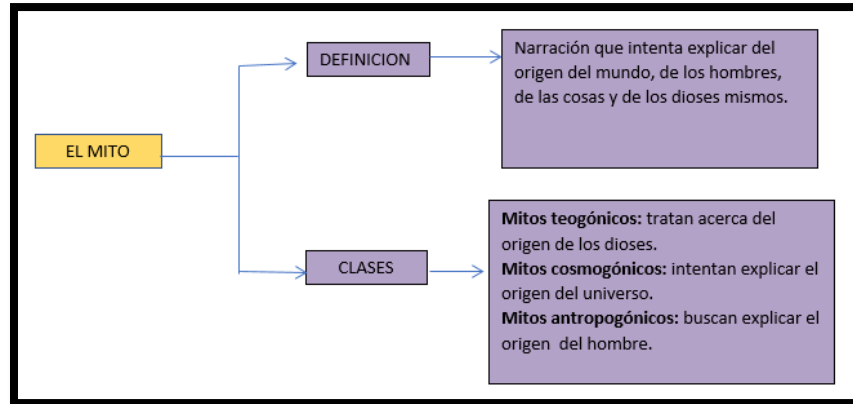 DEFINICION
Narración que intenta explicar del
origen del mundo, de los hombres,
de las cosas y de los dioses mismos.
EL MITO
CLASES
Mitos teogónicos: tratan acerca del
origen de los dioses.
Mitos cosmogónicos: intentan explicar el
origen del universo.
Mitos antropogónicos: buscan explicar el
origen  del hombre.